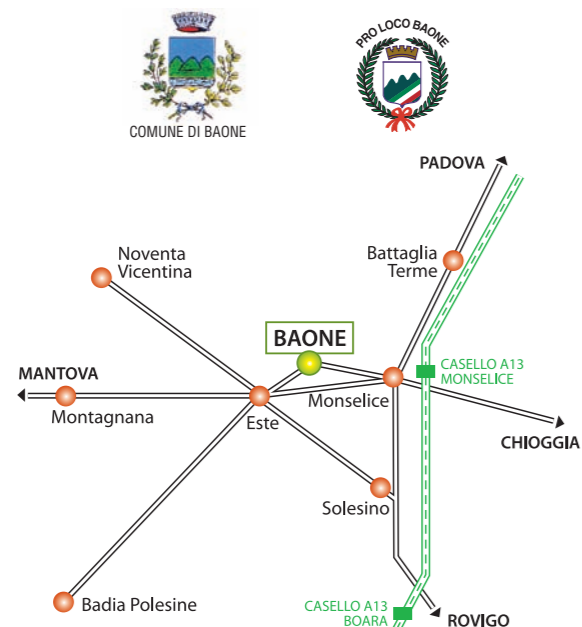 PRO LOCO BAONE
COMUNE DI BAONE
PADOVA
Noventa
Vicentina
Battaglia
Terme
BAONE
CASELLO A13
MONSELICE
MANTOVA
Montagnana
Este
Monselice
CHIOGGIA
Solesino
Badia Polesine
CASELLO A13
BOARA
ROVIGO